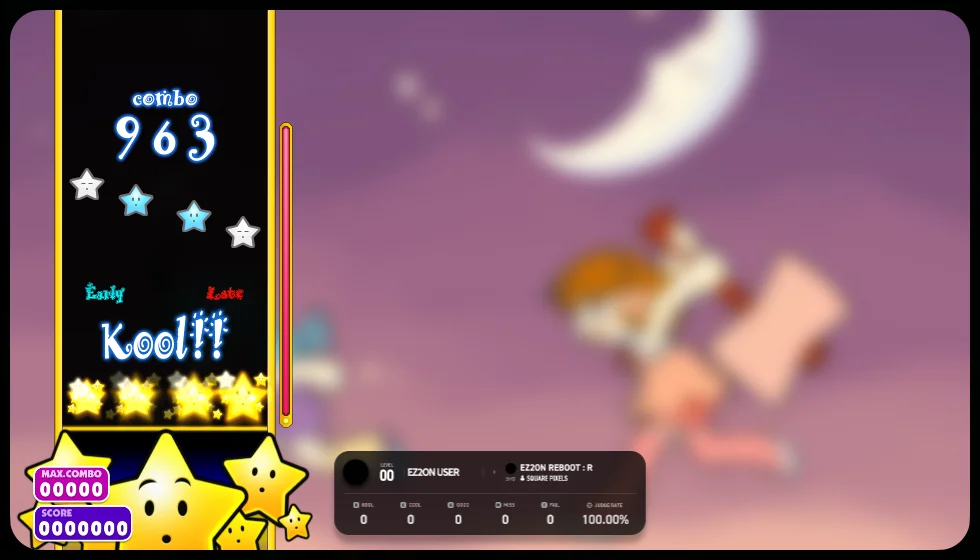 combo
963
Early Late
Kool!!
MAX.COMBO
00000
SCORE
0000000
LEVEL
00
EZ2ON USER
EZ2ON REBOOT : R
SQUARE PIXELS
KOOL COOL GOOD MISS FAIL JUDGE RATE
0 0 0 0 0 100.00%